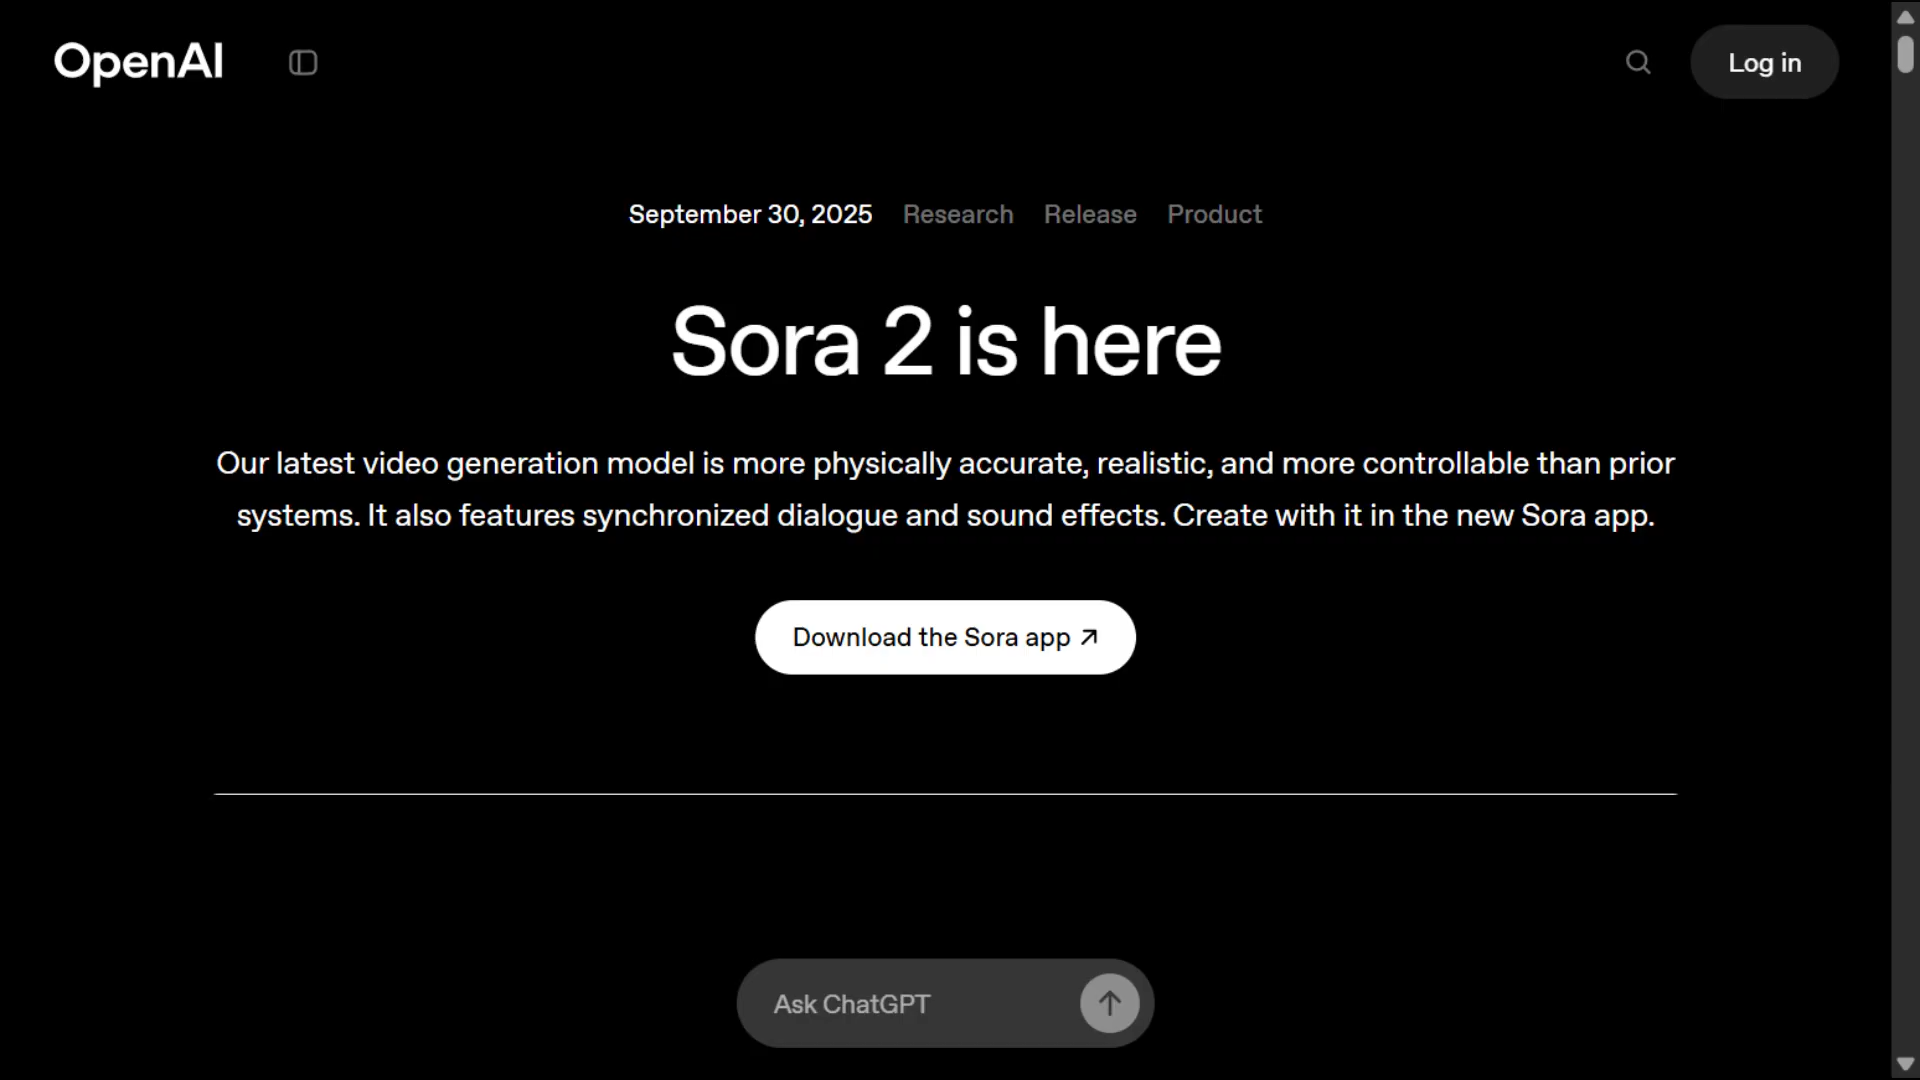 OpenAI
Log in
September 30, 2025 Research Release Product
Sora 2 is here
Our latest video generation model is more physically accurate, realistic, and more controllable than prior
systems. It also features synchronized dialogue and sound effects. Create with it in the new Sora app.
Download the Sora app ↗
Ask ChatGPT